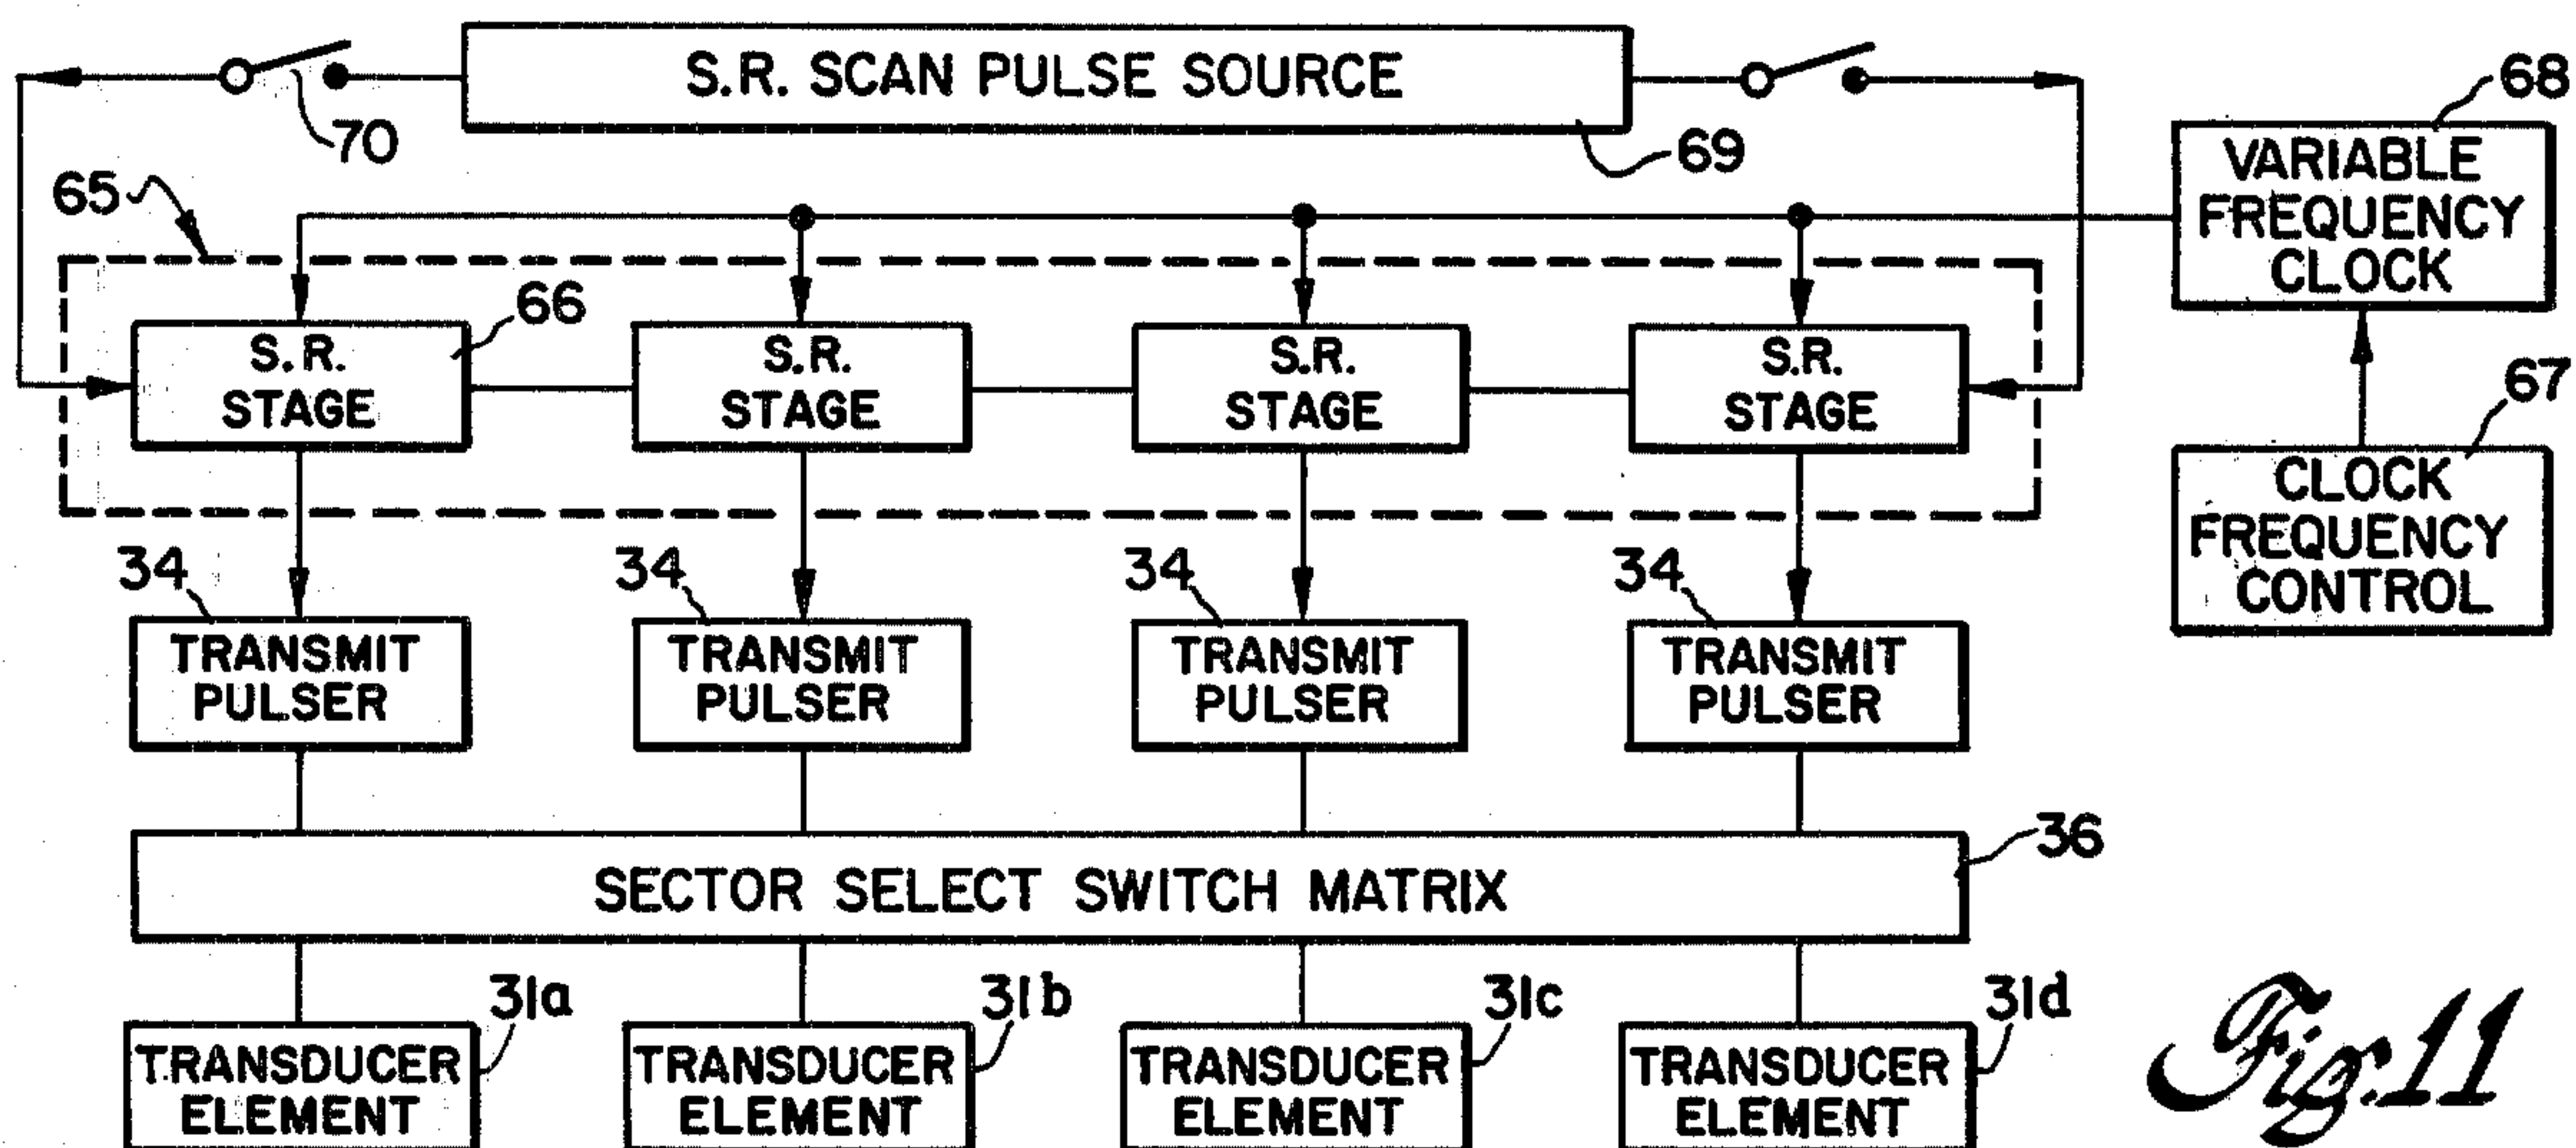 S.R. SCAN PULSE SOURCE
70
69
68
VARIABLE
FREQUENCY
CLOCK
65
66
S.R.
STAGE
S.R.
STAGE
S.R.
STAGE
S.R.
STAGE
67
CLOCK
FREQUENCY
CONTROL
34
34
34
34
TRANSMIT
PULSER
TRANSMIT
PULSER
TRANSMIT
PULSER
TRANSMIT
PULSER
36
SECTOR SELECT SWITCH MATRIX
31a
31b
31c
31d
TRANSDUCER
ELEMENT
TRANSDUCER
ELEMENT
TRANSDUCER
ELEMENT
TRANSDUCER
ELEMENT
Fig. 11